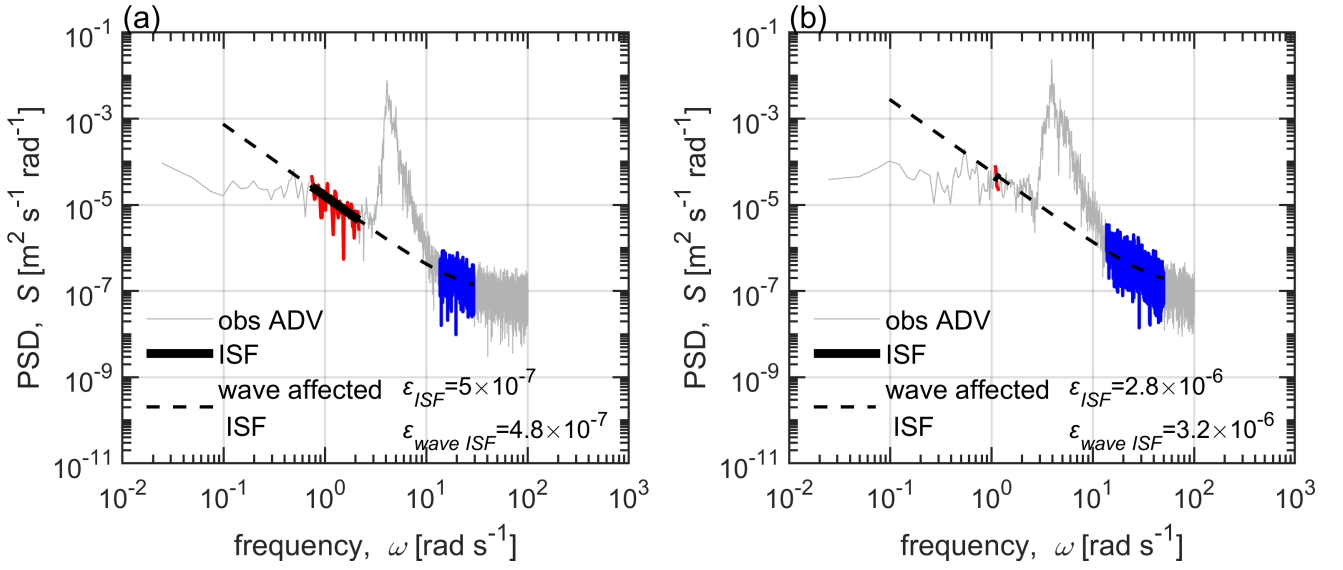 (a)
10^-1
10^-3
10^-5
10^-7
10^-9
10^-11
PSD, S [m^2 s^-1 rad^-1]
obs ADV
ISF
wave affected
ISF
ε_ISF=5×10^-7
ε_wave ISF=4.8×10^-7
10^-2 10^-1 10^0 10^1 10^2 10^3
frequency, ω [rad s^-1]
(b)
10^-1
10^-3
10^-5
10^-7
10^-9
10^-11
PSD, S [m^2 s^-1 rad^-1]
obs ADV
ISF
wave affected
ISF
ε_ISF=2.8×10^-6
ε_wave ISF=3.2×10^-6
10^-2 10^-1 10^0 10^1 10^2 10^3
frequency, ω [rad s^-1]